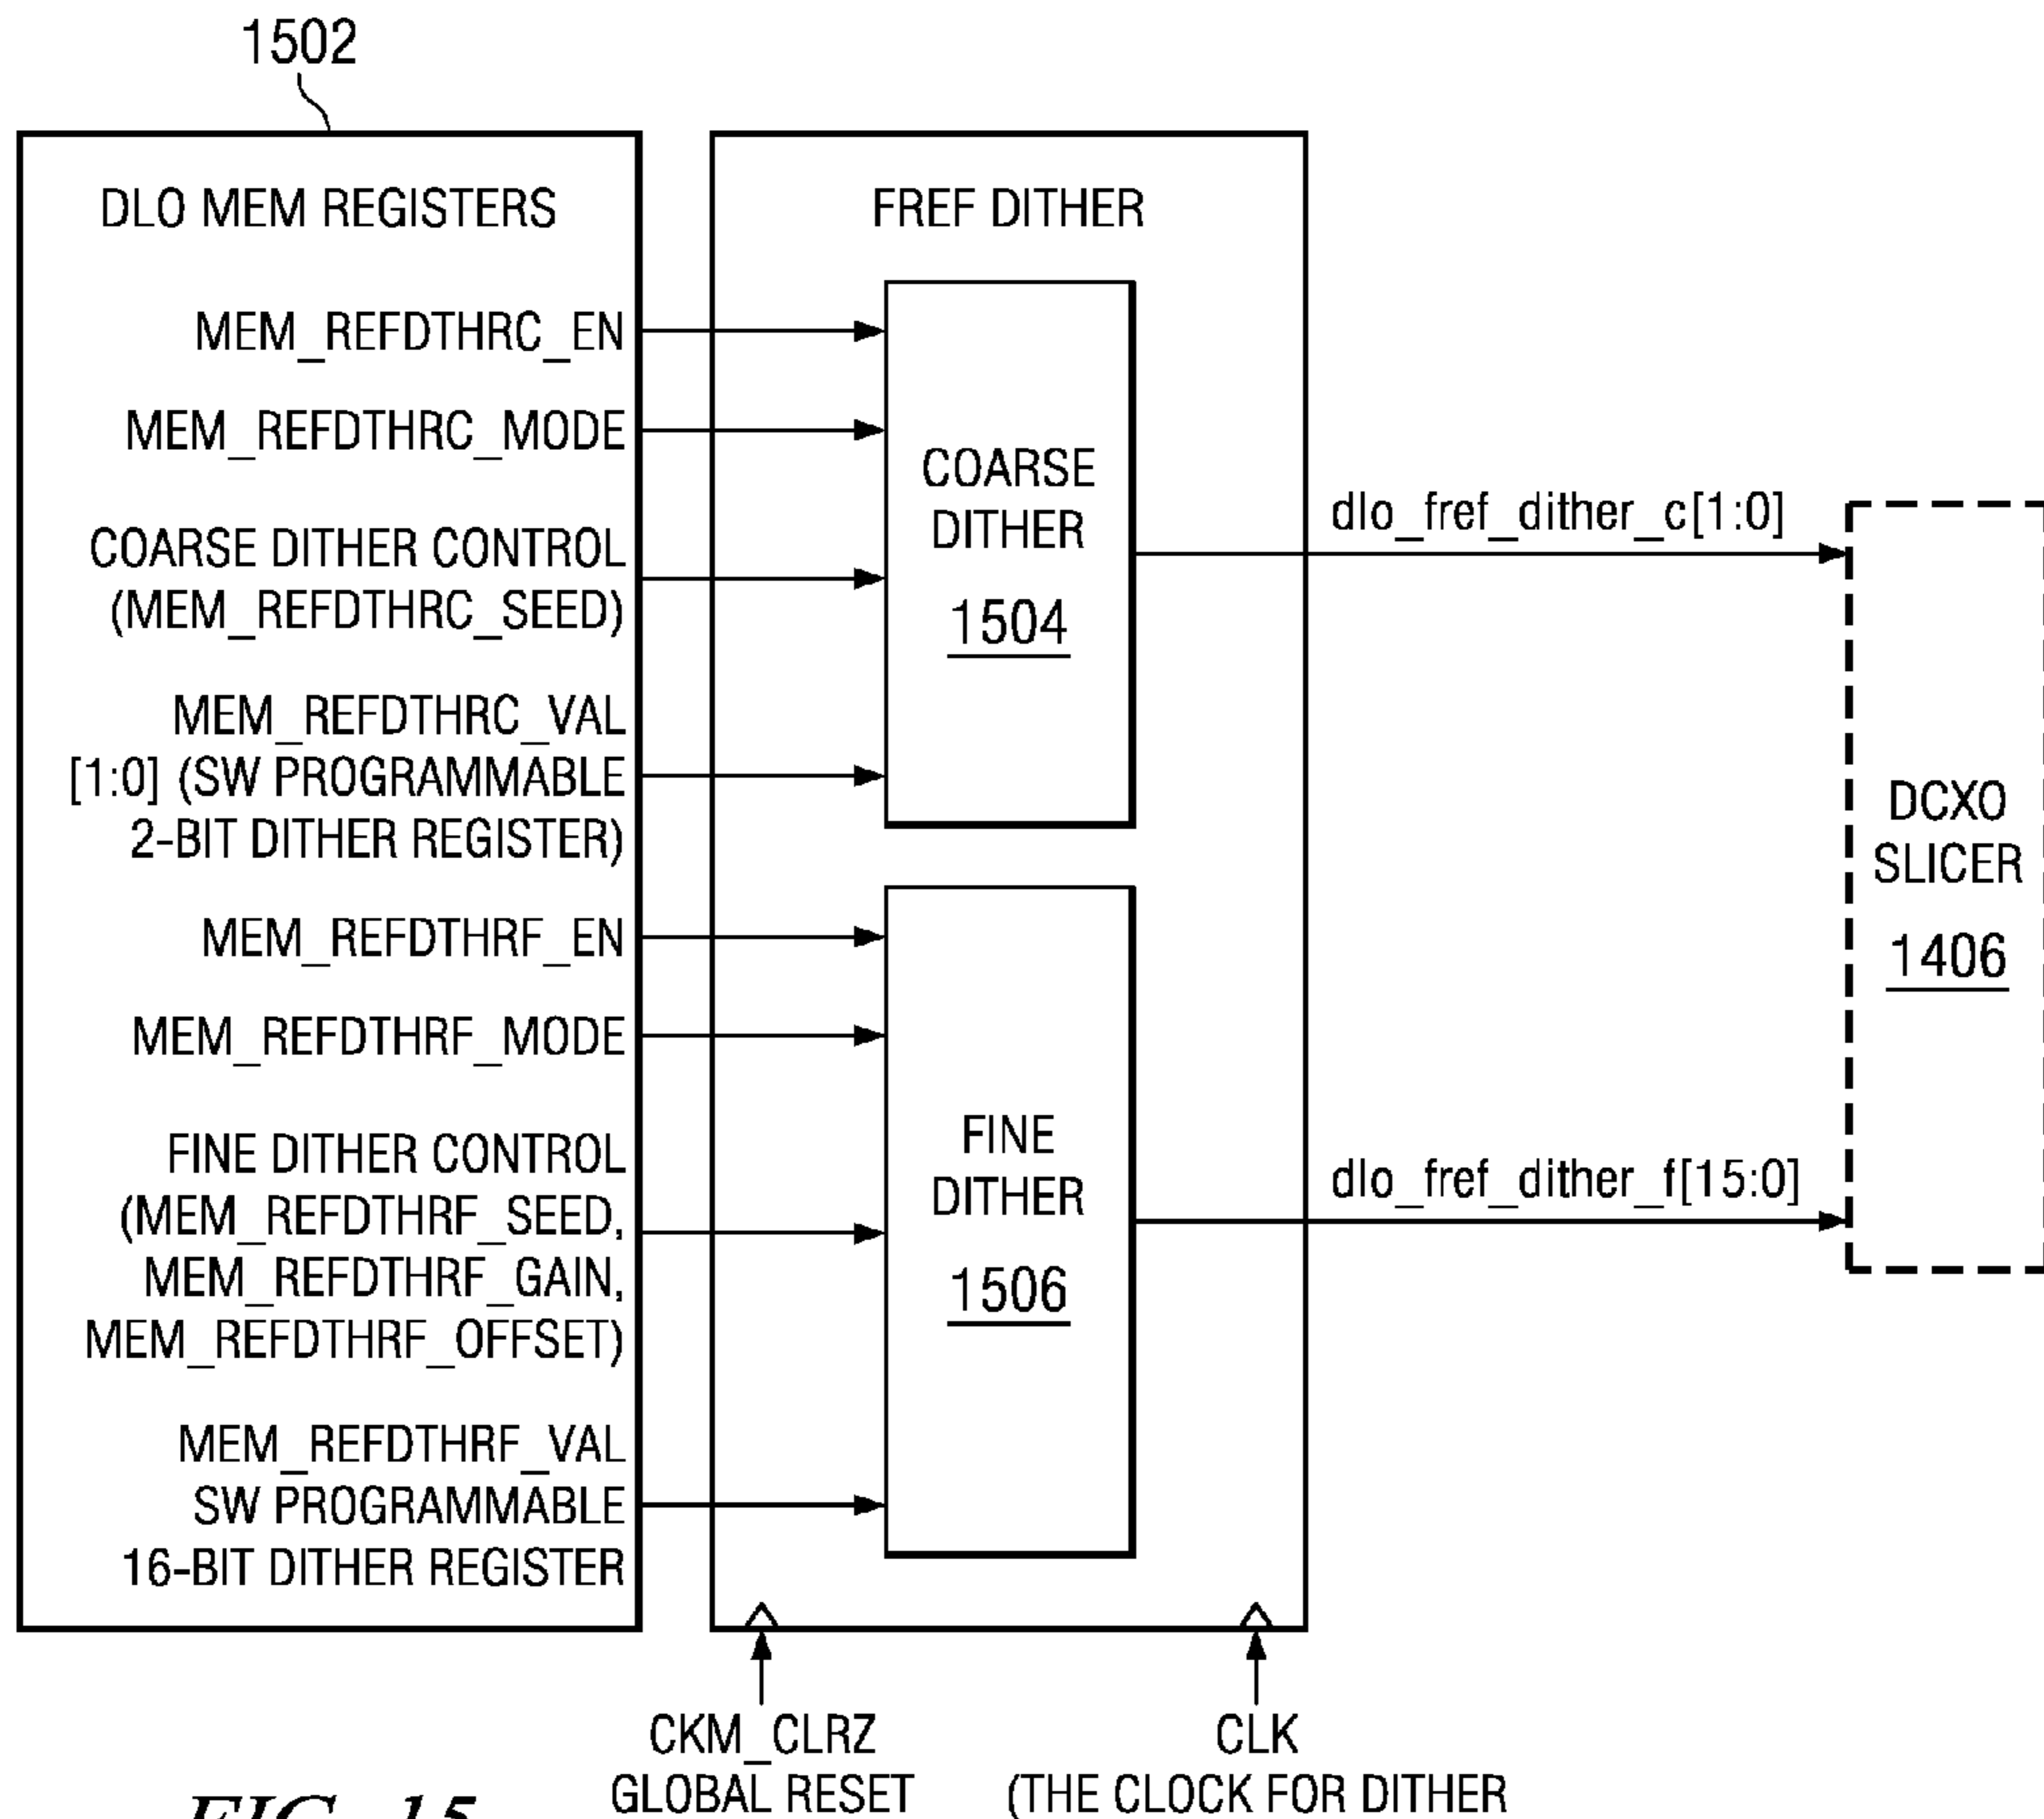 1502
DLO MEM REGISTERS
MEM_REFDTHRC_EN
MEM_REFDTHRC_MODE
COARSE DITHER CONTROL
(MEM_REFDTHRC_SEED)
MEM_REFDTHRC_VAL
[1:0] (SW PROGRAMMABLE
2-BIT DITHER REGISTER)
MEM_REFDTHRF_EN
MEM_REFDTHRF_MODE
FINE DITHER CONTROL
(MEM_REFDTHRF_SEED,
MEM_REFDTHRF_GAIN,
MEM_REFDTHRF_OFFSET)
MEM_REFDTHRF_VAL
SW PROGRAMMABLE
16-BIT DITHER REGISTER
FREF DITHER
COARSE
DITHER
1504
FINE
DITHER
1506
dlo_fref_dither_c[1:0]
dlo_fref_dither_f[15:0]
DCXO
SLICER
1406
CKM_CLRZ
GLOBAL RESET
CLK
(THE CLOCK FOR DITHER
FIG. 15